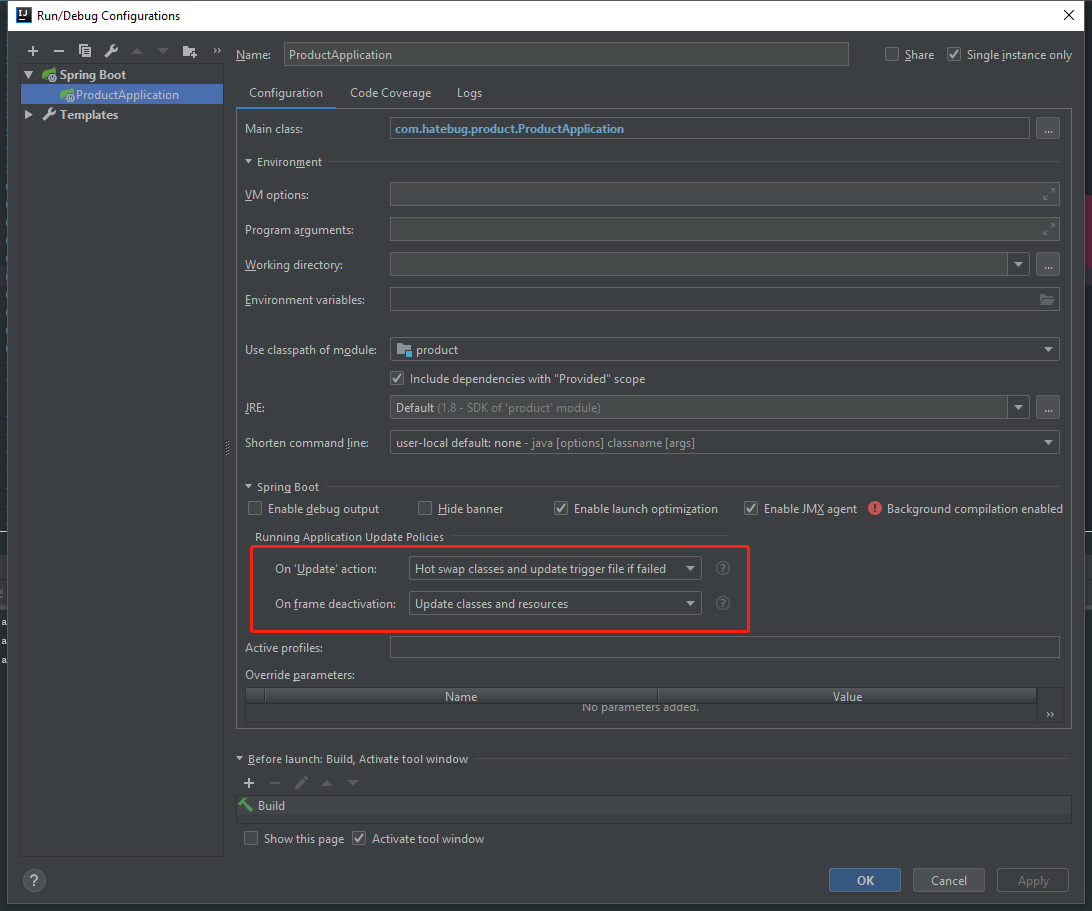 Run/Debug Configurations
Name: ProductApplication Share Single instance only
Spring Boot
ProductApplication
Templates
Configuration Code Coverage Logs
Main class: com.hatebug.product.ProductApplication ...
Environment
VM options:
Program arguments:
Working directory: ...
Environment variables:
Use classpath of module: product
Include dependencies with "Provided" scope
JRE: Default (1.8 - SDK of 'product' module) ...
Shorten command line: user-local default: none - java [options] classname [args]
Spring Boot
Enable debug output Hide banner Enable launch optimization Enable JMX agent Background compilation enabled
Running Application Update Policies
On 'Update' action: Hot swap classes and update trigger file if failed ?
On frame deactivation: Update classes and resources ?
Active profiles:
Override parameters:
Name Value
No parameters added.
Before launch: Build, Activate tool window
Build
Show this page Activate tool window
? OK Cancel Apply